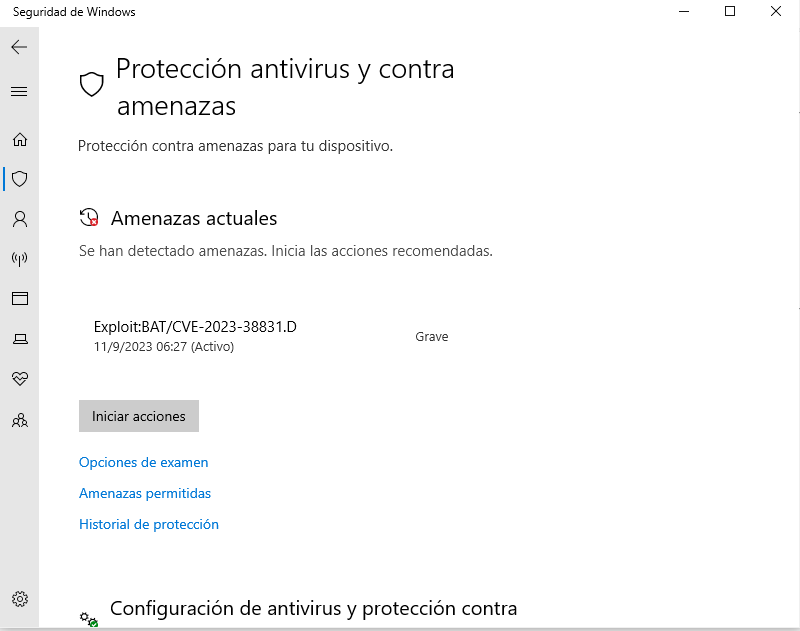 Seguridad de Windows
Protección antivirus y contra
amenazas
Protección contra amenazas para tu dispositivo.
Amenazas actuales
Se han detectado amenazas. Inicia las acciones recomendadas.
Exploit:BAT/CVE-2023-38831.D
11/9/2023 06:27 (Activo)
Grave
Iniciar acciones
Opciones de examen
Amenazas permitidas
Historial de protección
Configuración de antivirus y protección contra